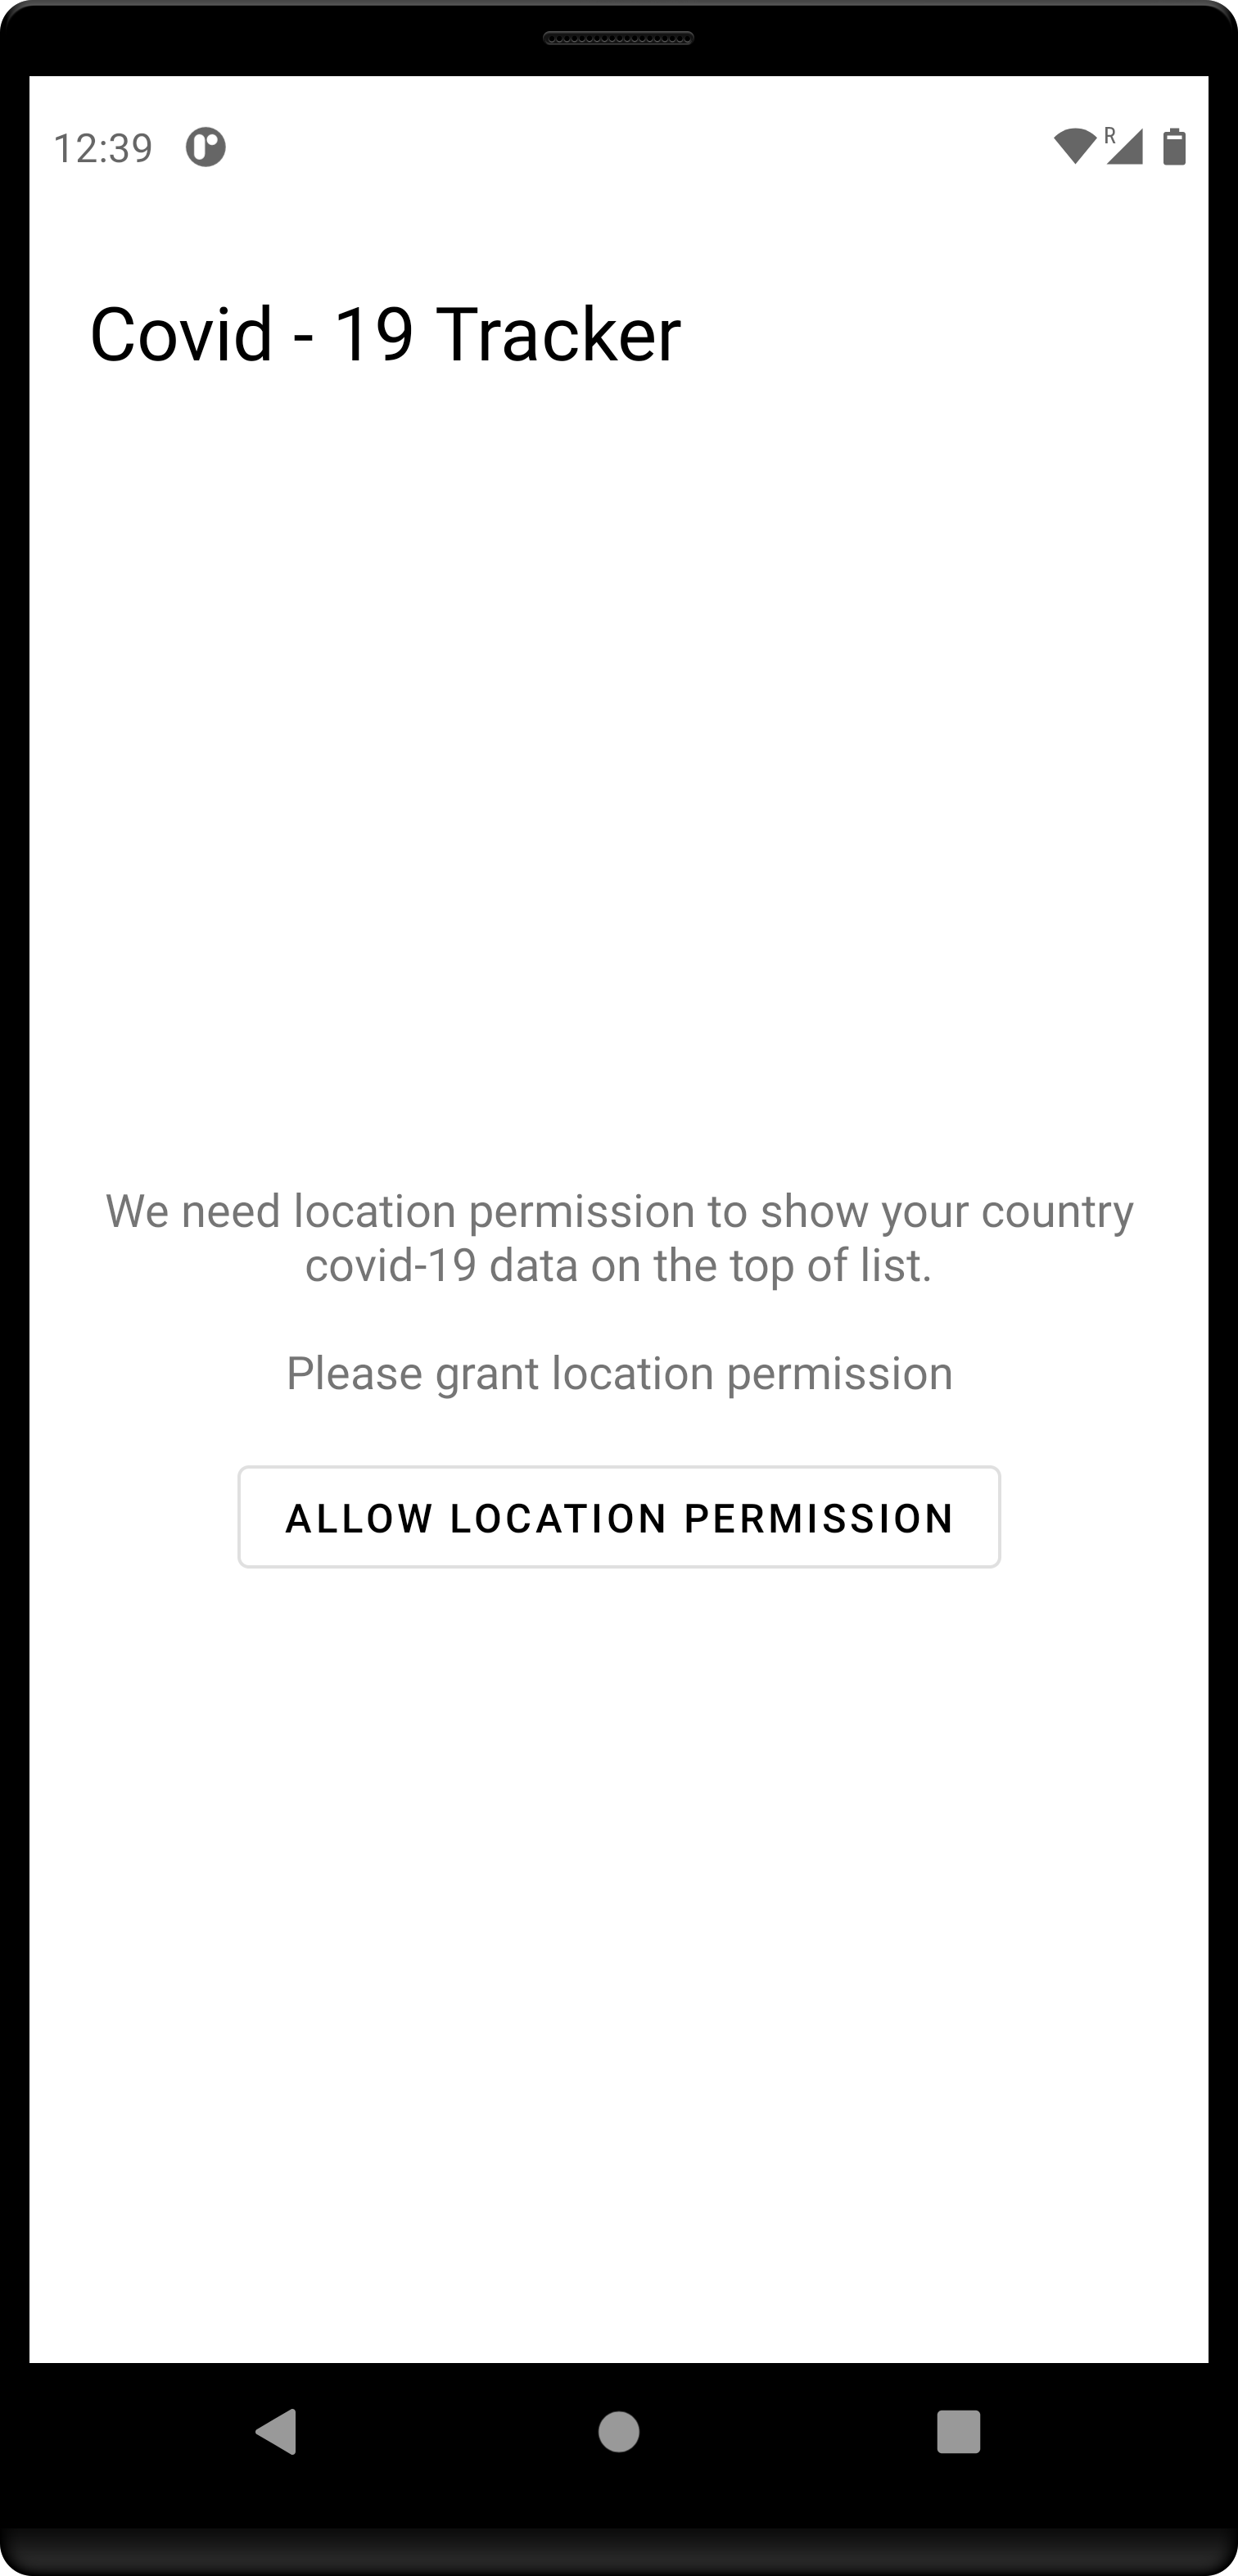 12:39
R
Covid - 19 Tracker
We need location permission to show your country
covid-19 data on the top of list.
Please grant location permission
ALLOW LOCATION PERMISSION